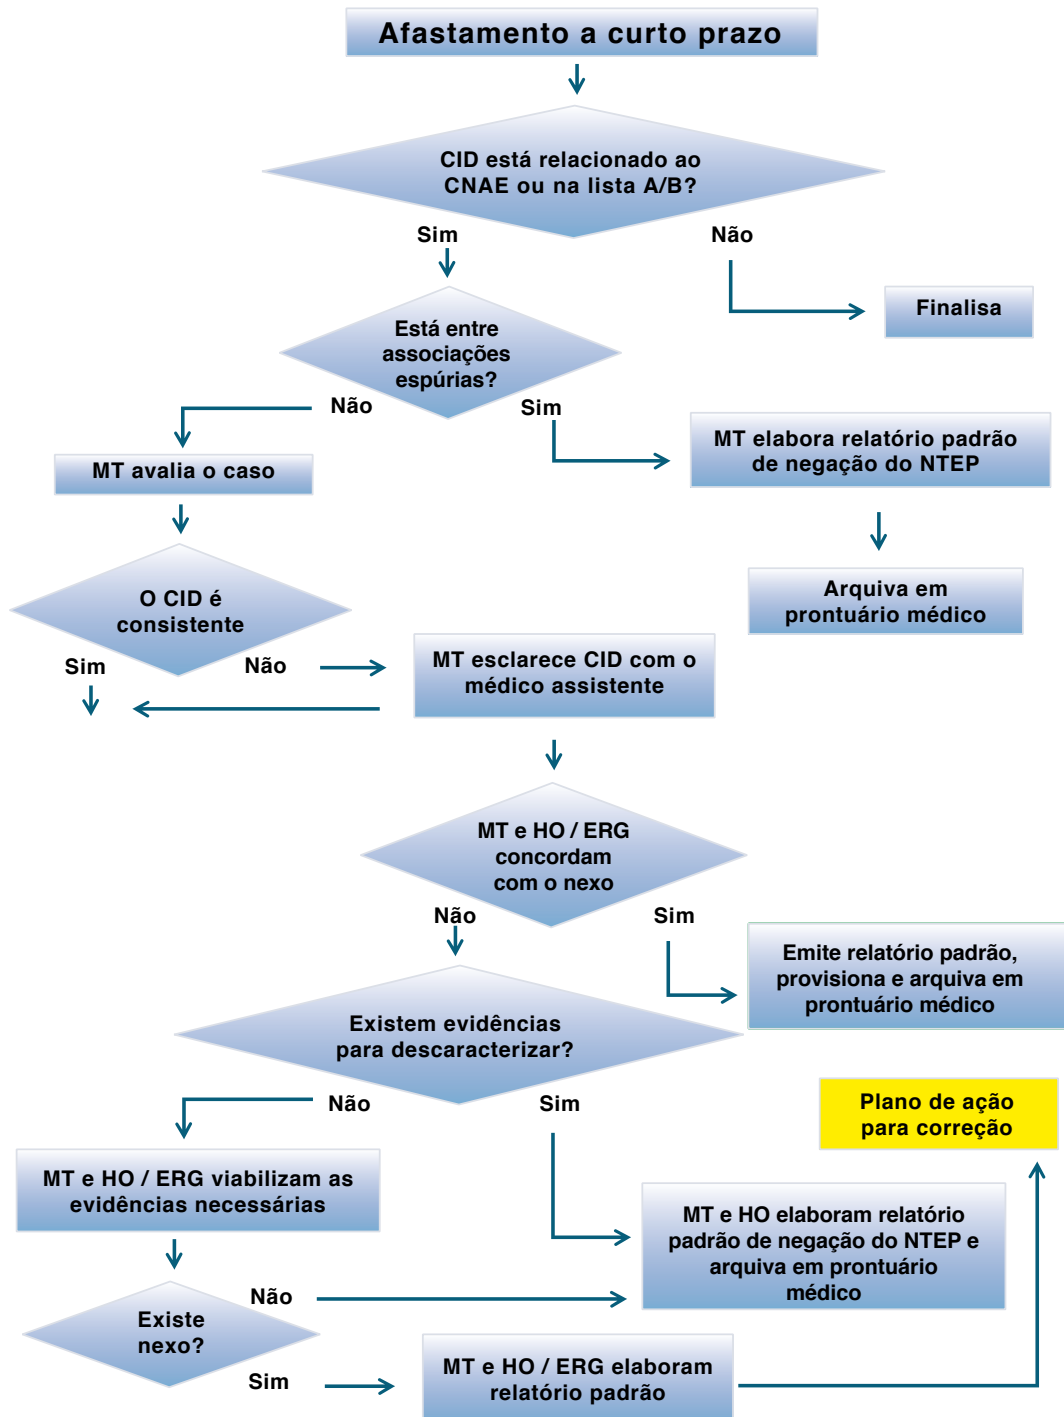 Afastamento a curto prazo
CID está relacionado ao
CNAE ou na lista A/B?
Sim
Não
Finalisa
Está entre
associações
espúrias?
Não
Sim
MT elabora relatório padrão
de negação do NTEP
MT avalia o caso
Arquiva em
prontuário médico
O CID é
consistente
Sim
Não
MT esclarece CID com o
médico assistente
MT e HO / ERG
concordam
com o nexo
Não
Sim
Emite relatório padrão,
provisiona e arquiva em
prontuário médico
Existem evidências
para descaracterizar?
Não
Sim
Plano de ação
para correção
MT e HO / ERG viabilizam as
evidências necessárias
MT e HO elaboram relatório
padrão de negação do NTEP e
arquiva em prontuário
médico
Existe
nexo?
Não
Sim
MT e HO / ERG elaboram
relatório padrão